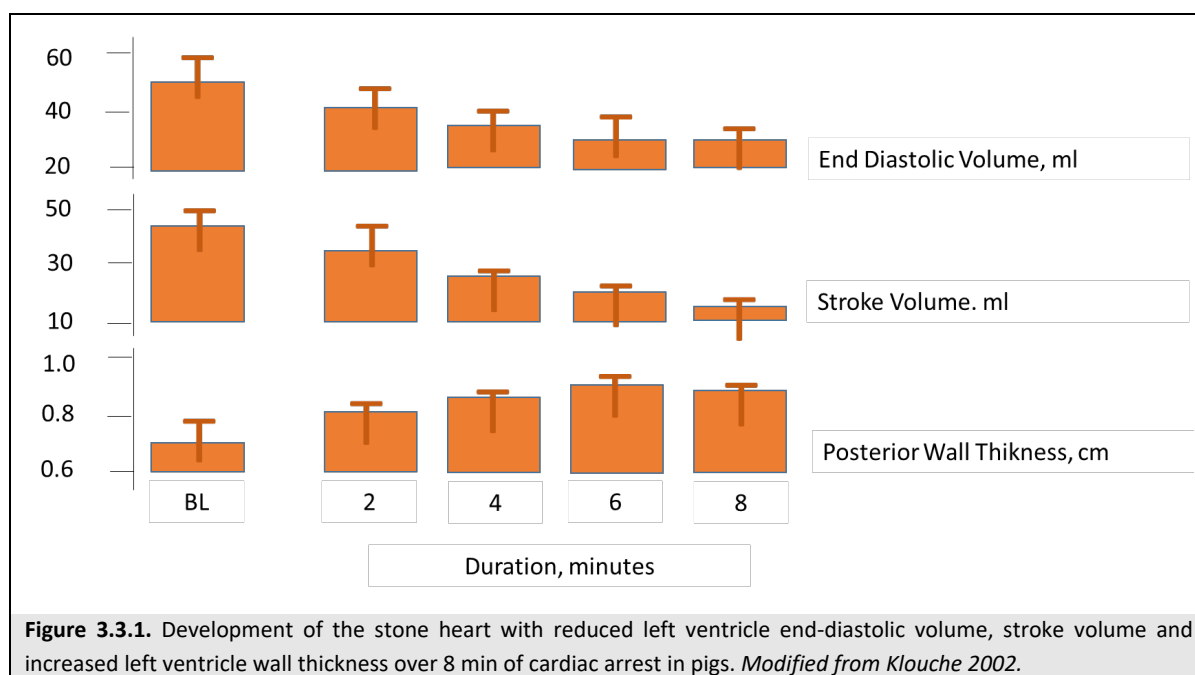 60
40
20
End Diastolic Volume, ml
50
30
10
Stroke Volume. ml
1.0
0.8
0.6
Posterior Wall Thikness, cm
BL 2 4 6 8
Duration, minutes
Figure 3.3.1. Development of the stone heart with reduced left ventricle end-diastolic volume, stroke volume and
increased left ventricle wall thickness over 8 min of cardiac arrest in pigs. Modified from Klouche 2002.